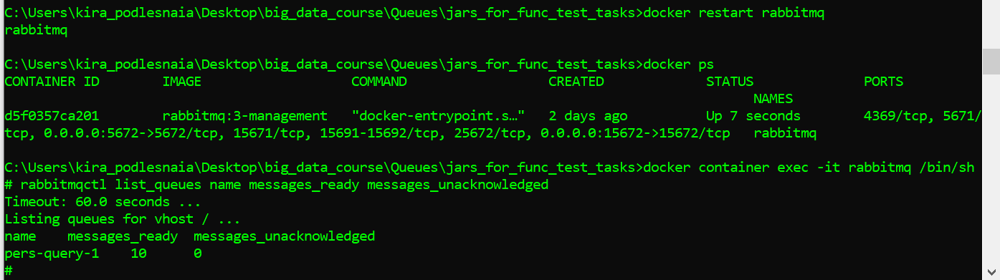 C:\Users\kira_podlesnaia\Desktop\big_data_course\Queues\jars_for_func_test_tasks>docker restart rabbitmq
rabbitmq
C:\Users\kira_podlesnaia\Desktop\big_data_course\Queues\jars_for_func_test_tasks>docker ps
CONTAINER ID        IMAGE                   COMMAND                  CREATED             STATUS              PORTS
                                                                                               NAMES
d5f0357ca201        rabbitmq:3-management   "docker-entrypoint.s…"   2 days ago          Up 7 seconds        4369/tcp, 5671/
tcp, 0.0.0.0:5672->5672/tcp, 15671/tcp, 15691-15692/tcp, 25672/tcp, 0.0.0.0:15672->15672/tcp   rabbitmq
C:\Users\kira_podlesnaia\Desktop\big_data_course\Queues\jars_for_func_test_tasks>docker container exec -it rabbitmq /bin/sh
# rabbitmqctl list_queues name messages_ready messages_unacknowledged
Timeout: 60.0 seconds ...
Listing queues for vhost / ...
name    messages_ready  messages_unacknowledged
pers-query-1    10      0
#